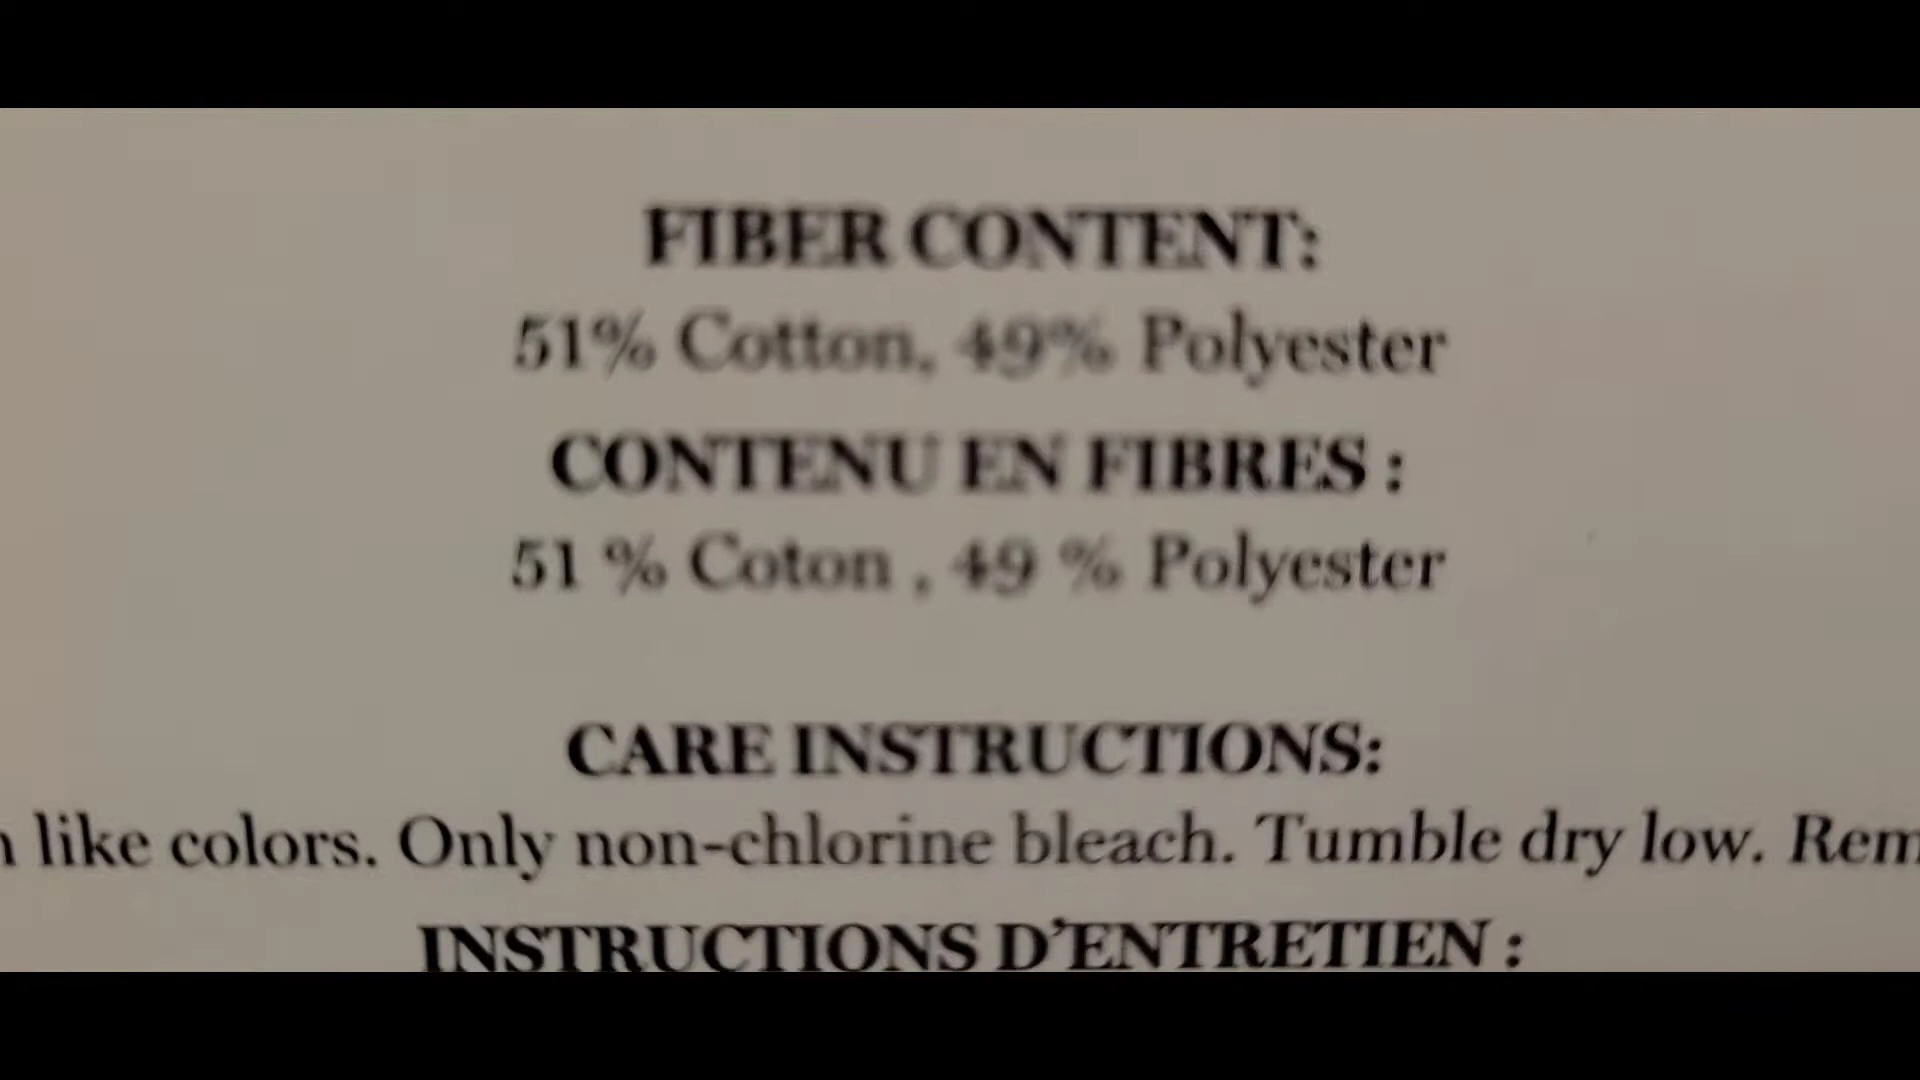 FIBER CONTENT:
51% Cotton, 49% Polyester
CONTENU EN FIBRES :
51 % Coton , 49 % Polyester
CARE INSTRUCTIONS:
like colors. Only non-chlorine bleach. Tumble dry low.
INSTRUCTIONS D'ENTRETIEN :